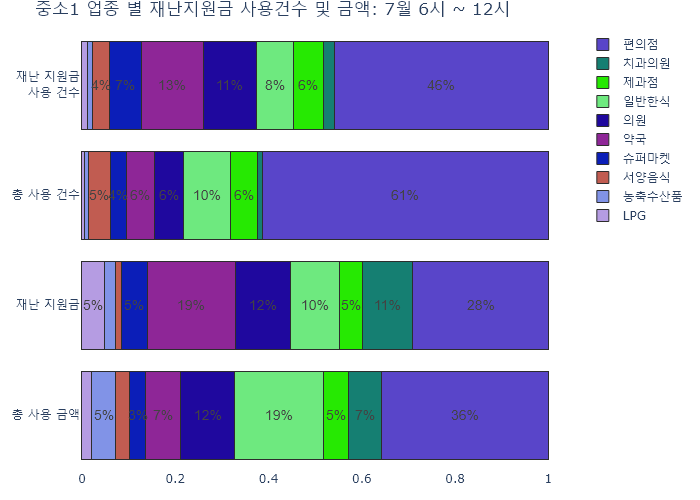 중소1 업종 별 재난지원금 사용건수 및 금액: 7월 6시 ~ 12시
재난 지원금
사용 건수
4% 7% 13% 11% 8% 6% 46%
총 사용 건수
5% 4% 6% 6% 10% 6% 61%
재난 지원금
5% 5% 19% 12% 10% 5% 11% 28%
총 사용 금액
5% 3% 7% 12% 19% 5% 7% 36%
0 0.2 0.4 0.6 0.8 1
편의점
치과의원
제과점
일반한식
의원
약국
슈퍼마켓
서양음식
농축수산품
LPG